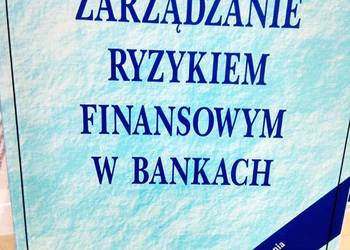 ZARZĄDZANIE
RYZYKIEM
FINANSOWYM
W BANKACH